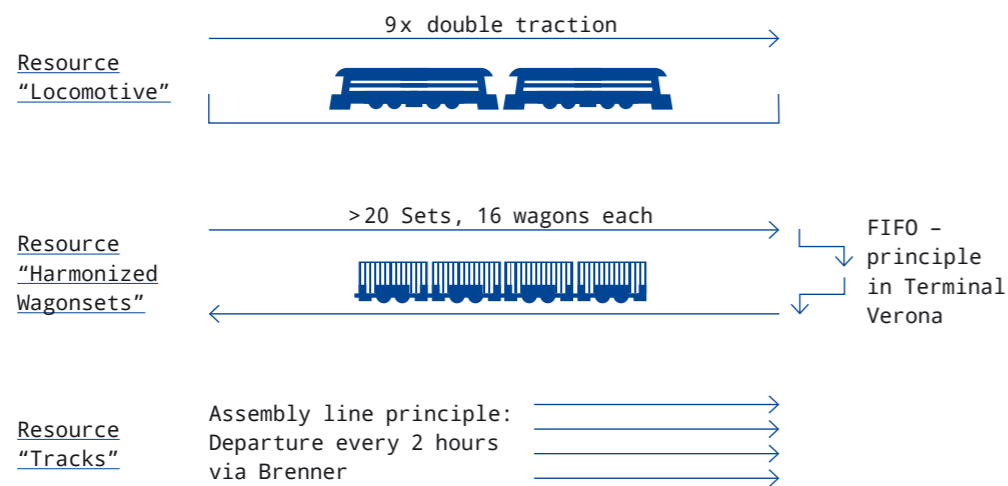 9x double traction
Resource
“Locomotive”
>20 Sets, 16 wagons each
Resource
“Harmonized
Wagonsets”
FIFO –
principle
in Terminal
Verona
Resource
“Tracks”
Assembly line principle:
Departure every 2 hours
via Brenner